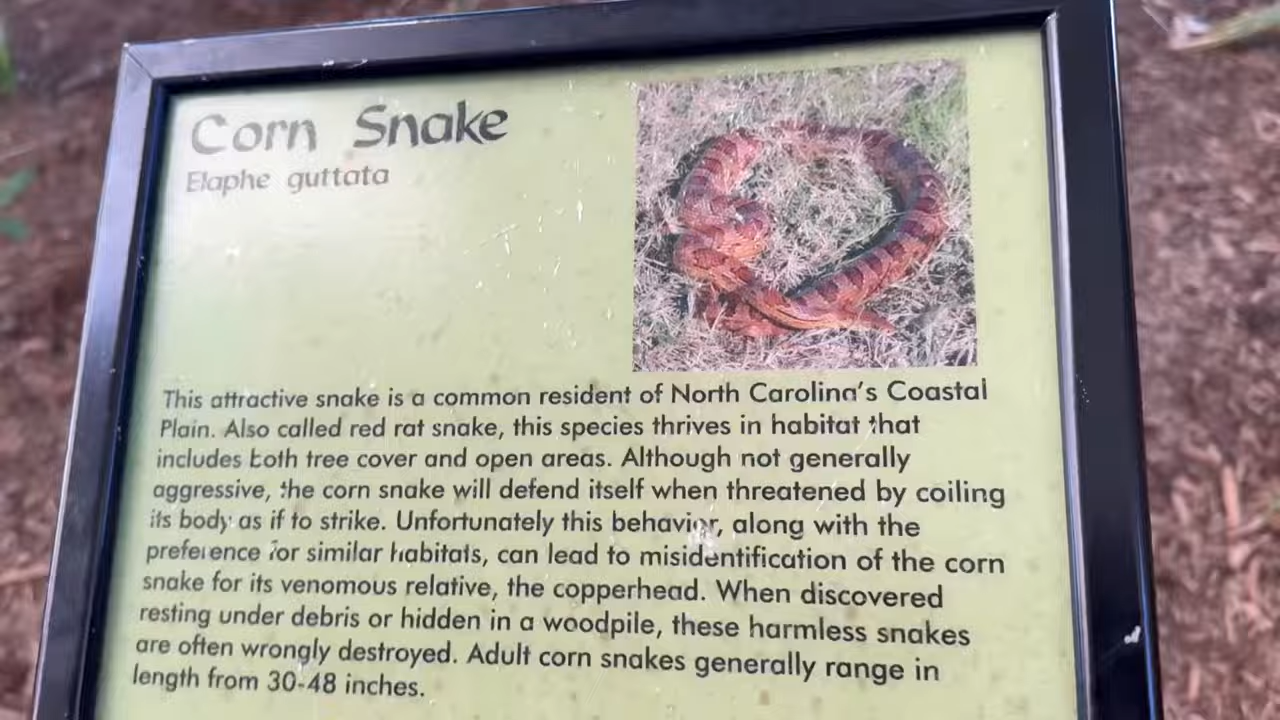 Corn Snake
Elaphe guttata
This attractive snake is a common resident of North Carolina's Coastal
Plain. Also called red rat snake, this species thrives in habitat that
includes both tree cover and open areas. Although not generally
aggressive, the corn snake will defend itself when threatened by coiling
its body as if to strike. Unfortunately this behavior, along with the
preference for similar habitats, can lead to misidentification of the corn
snake for its venomous relative, the copperhead. When discovered
resting under debris or hidden in a woodpile, these harmless snakes
are often wrongly destroyed. Adult corn snakes generally range in
length from 30-48 inches.